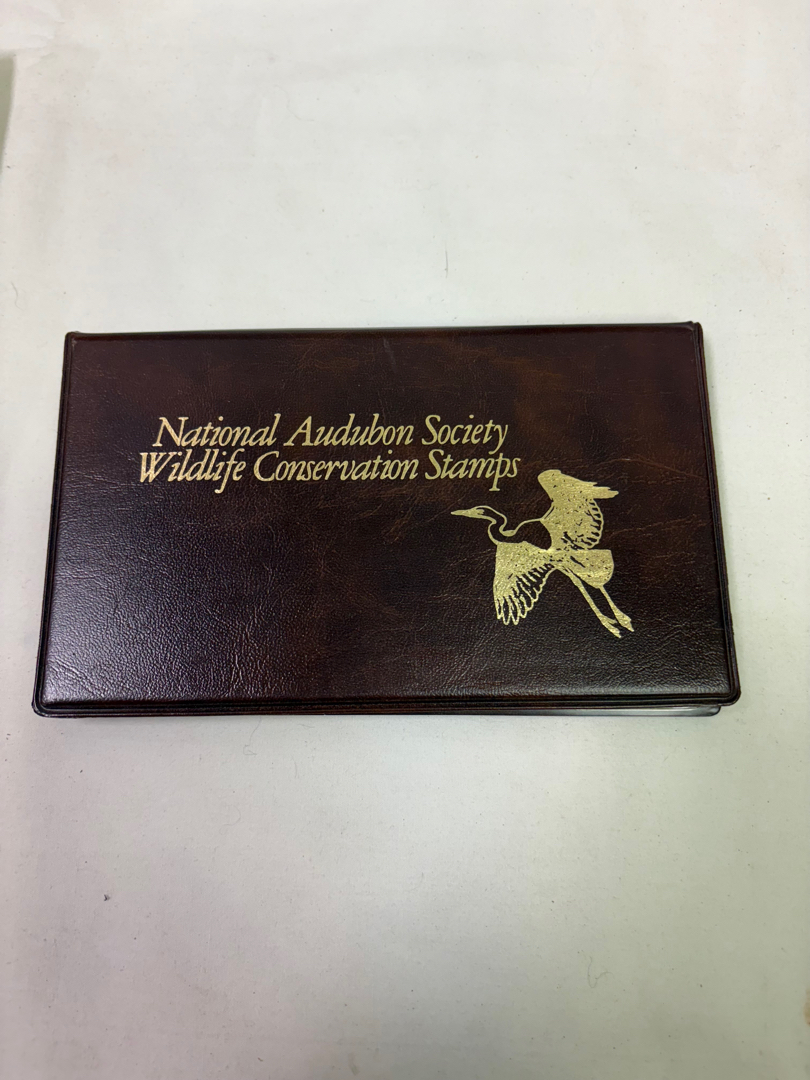 National Audubon Society
Wildlife Conservation Stamps